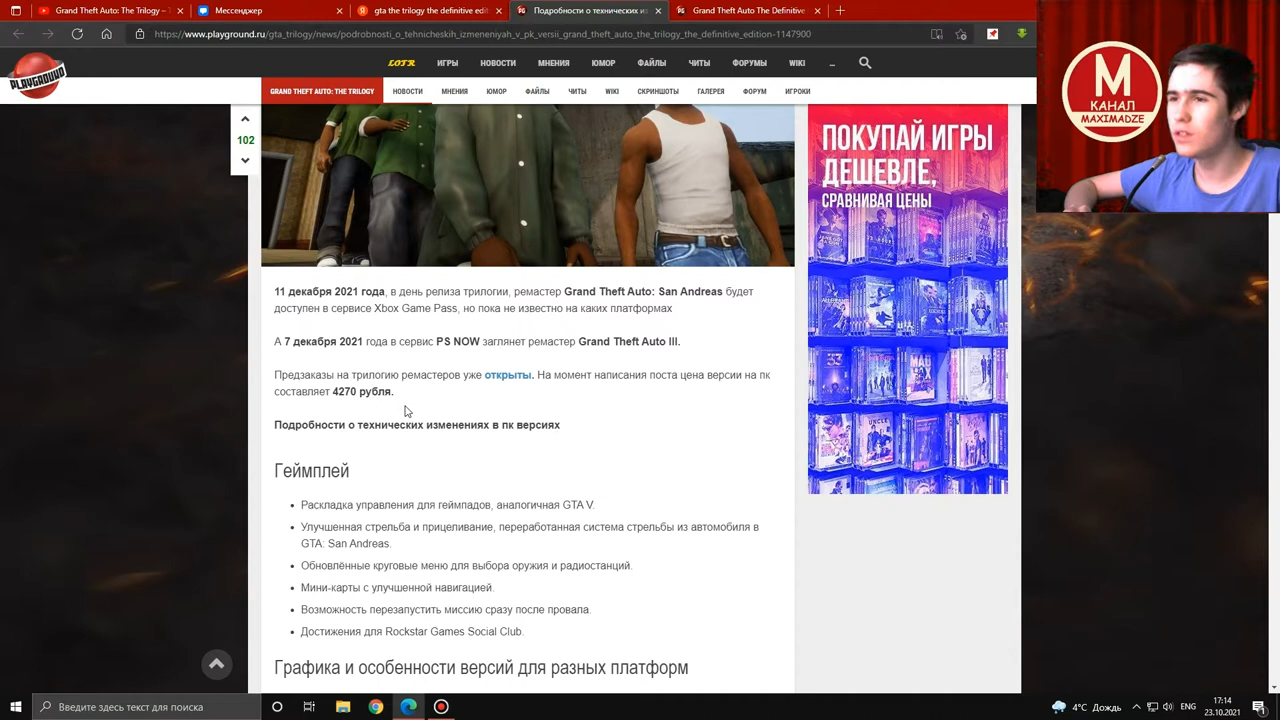 Grand Theft Auto The Trilogy –
Мессенджер
gta the trilogy the definitive edit
Подробности о технических из
Grand Theft Auto The Definitive
https://www.playground.ru/gta_trilogy/news/podrobnosti_o_tehnicheskih_izmeneniyah_v_pk_versii_grand_theft_auto_the_trilogy_the_definitive_edition-1147900
PLAYGROUND
LOTR ИГРЫ НОВОСТИ МНЕНИЯ ЮМОР ФАЙЛЫ ЧИТЫ ФОРУМЫ WIKI ...
GRAND THEFT AUTO: THE TRILOGY НОВОСТИ МНЕНИЯ ЮМОР ФАЙЛЫ ЧИТЫ WIKI СКРИНШОТЫ ГАЛЕРЕЯ ФОРУМ ИГРОКИ
М
КАНАЛ
MAXIMADZE
102
ПОКУПАЙ ИГРЫ
ДЕШЕВЛЕ,
СРАВНИВАЯ ЦЕНЫ
11 декабря 2021 года, в день релиза трилогии, ремастер Grand Theft Auto: San Andreas будет
доступен в сервисе Xbox Game Pass, но пока не известно на каких платформах
А 7 декабря 2021 года в сервис PS NOW заглянет ремастер Grand Theft Auto III.
Предзаказы на трилогию ремастеров уже открыты. На момент написания поста цена версии на пк
составляет 4270 рубля.
Подробности о технических изменениях в пк версиях
Геймплей
Раскладка управления для геймпадов, аналогичная GTA V.
Улучшенная стрельба и прицеливание, переработанная система стрельбы из автомобиля в
GTA: San Andreas.
Обновлённые круговые меню для выбора оружия и радиостанций.
Мини-карты с улучшенной навигацией.
Возможность перезапустить миссию сразу после провала.
Достижения для Rockstar Games Social Club.
Графика и особенности версий для разных платформ
33
UNCLE
Введите здесь текст для поиска
4°C Дождь
17:14
23.10.2021